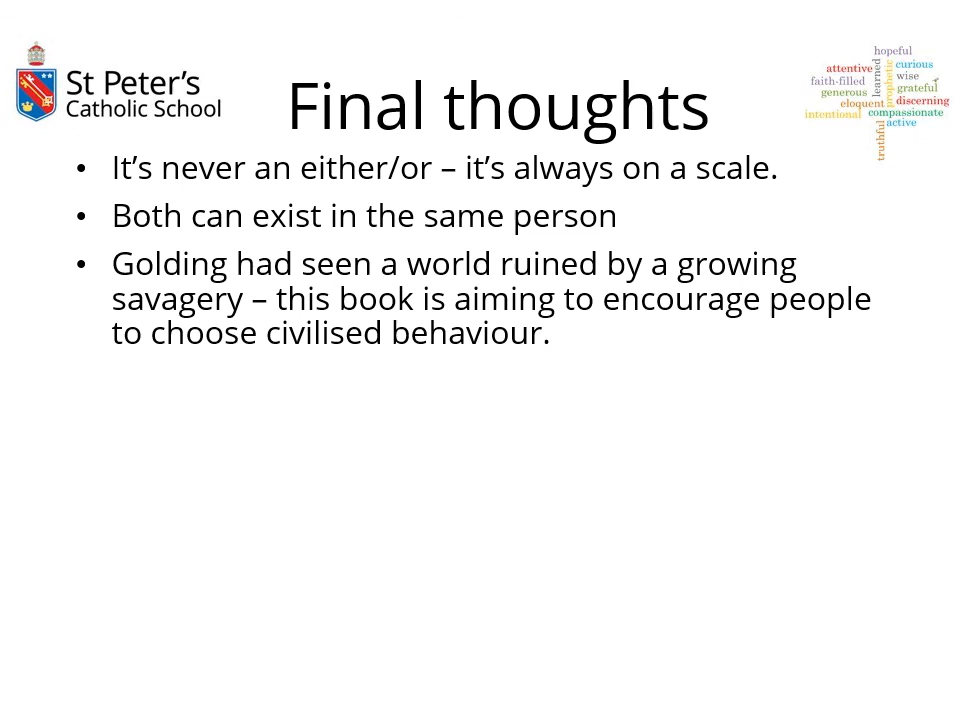 St Peter's
Catholic School
Final thoughts
hopeful
attentive
learned
prophetic
curious
faith-filled
wise
generous
grateful
eloquent
discerning
intentional
compassionate
active
truthful
• It’s never an either/or – it’s always on a scale.
• Both can exist in the same person
• Golding had seen a world ruined by a growing
savagery – this book is aiming to encourage people
to choose civilised behaviour.